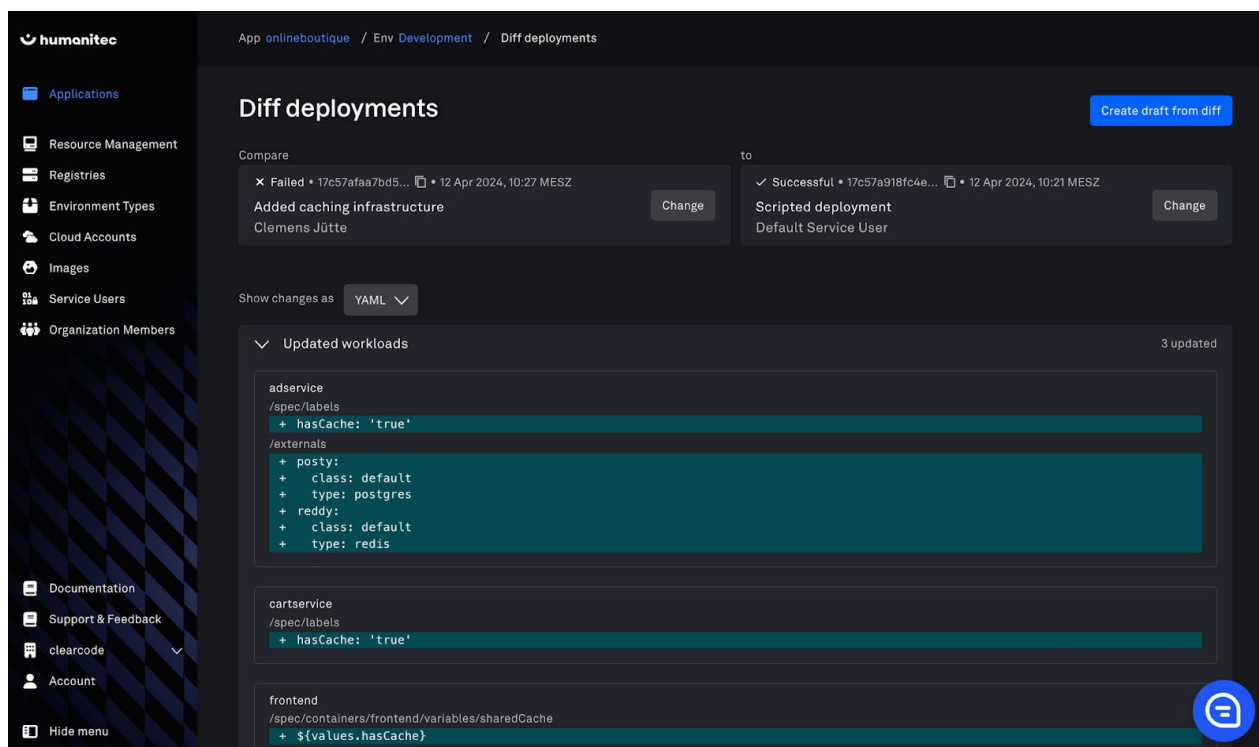 humanitec
Applications
Resource Management
Registries
Environment Types
Cloud Accounts
Images
Service Users
Organization Members
Documentation
Support & Feedback
clearcode
Account
Hide menu
App onlineboutique / Env Development / Diff deployments
Diff deployments
Create draft from diff
Compare
Failed • 17c57afaa7bd5... • 12 Apr 2024, 10:27 MESZ
Added caching infrastructure
Clemens Jütte
Change
to
Successful • 17c57a918fc4e... • 12 Apr 2024, 10:21 MESZ
Scripted deployment
Default Service User
Change
Show changes as YAML
Updated workloads 3 updated
adservice
/spec/labels
+ hasCache: 'true'
/externals
+ posty:
+ class: default
+ type: postgres
+ reddy:
+ class: default
+ type: redis
cartservice
/spec/labels
+ hasCache: 'true'
frontend
/spec/containers/frontend/variables/sharedCache
+ ${values.hasCache}